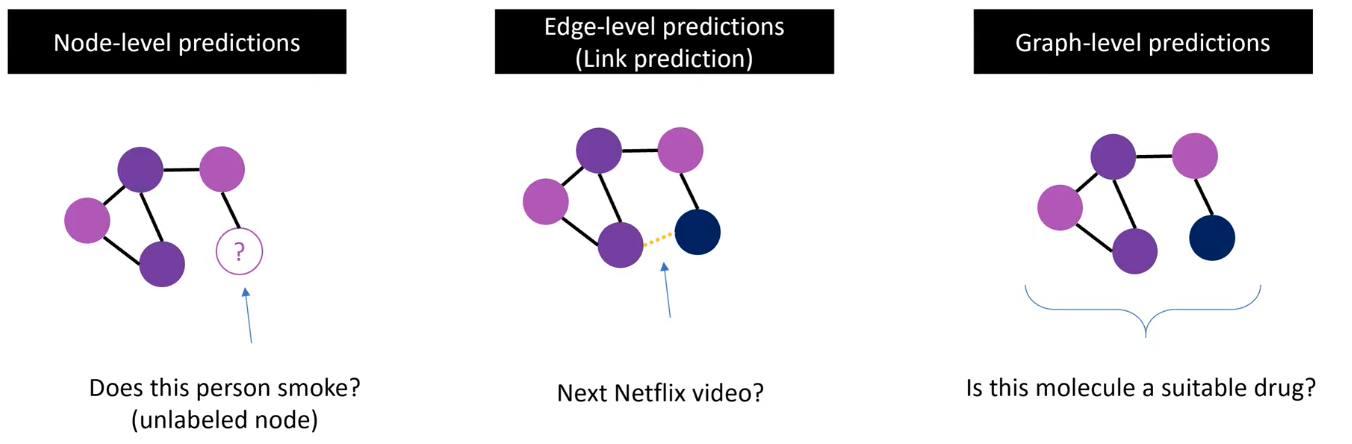 Node-level predictions
Edge-level predictions
(Link prediction)
Graph-level predictions
?
Does this person smoke?
(unlabeled node)
Next Netflix video?
Is this molecule a suitable drug?